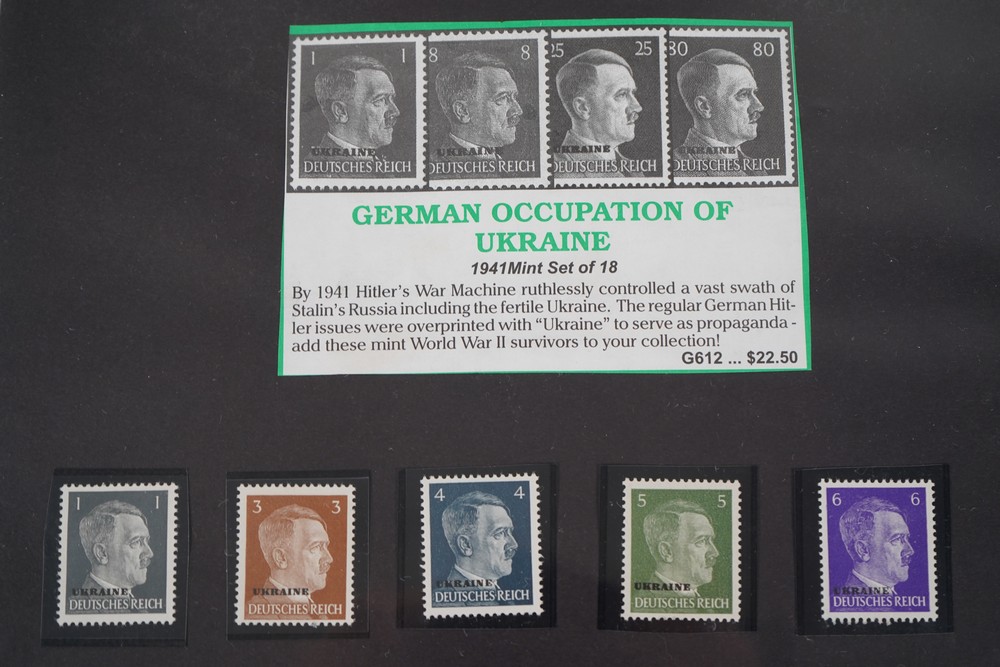 1 1 8 8 25 25 80 80
UKRAINE UKRAINE UKRAINE UKRAINE
DEUTSCHES REICH DEUTSCHES REICH DEUTSCHES REICH DEUTSCHES REICH
GERMAN OCCUPATION OF
UKRAINE
1941Mint Set of 18
By 1941 Hitler's War Machine ruthlessly controlled a vast swath of
Stalin's Russia including the fertile Ukraine. The regular German Hit-
ler issues were overprinted with "Ukraine" to serve as propaganda -
add these mint World War II survivors to your collection!
G612 ... $22.50
1 1 3 3 4 4 5 5 6 6
UKRAINE UKRAINE UKRAINE UKRAINE UKRAINE
DEUTSCHES REICH DEUTSCHES REICH DEUTSCHES REICH DEUTSCHES REICH DEUTSCHES REICH